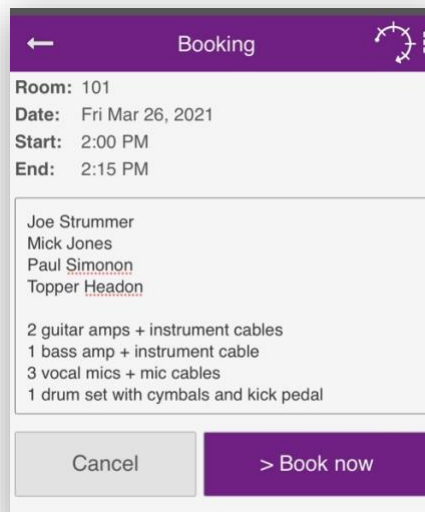 Booking
Room: 101
Date: Fri Mar 26, 2021
Start: 2:00 PM
End: 2:15 PM
Joe Strummer
Mick Jones
Paul Simonon
Topper Headon
2 guitar amps + instrument cables
1 bass amp + instrument cable
3 vocal mics + mic cables
1 drum set with cymbals and kick pedal
Cancel
> Book now